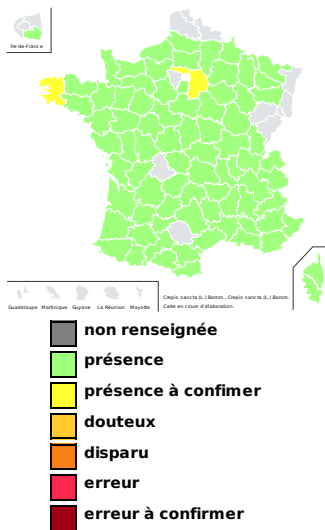 Île-de-France
Guadeloupe Martinique Guyane La Réunion Mayotte
Crepis sancta (L.) Bornm., Crepis sancta (L.) Bornm.
Carte en cours d'élaboration.
non renseignée
présence
présence à confimer
douteux
disparu
erreur
erreur à confirmer